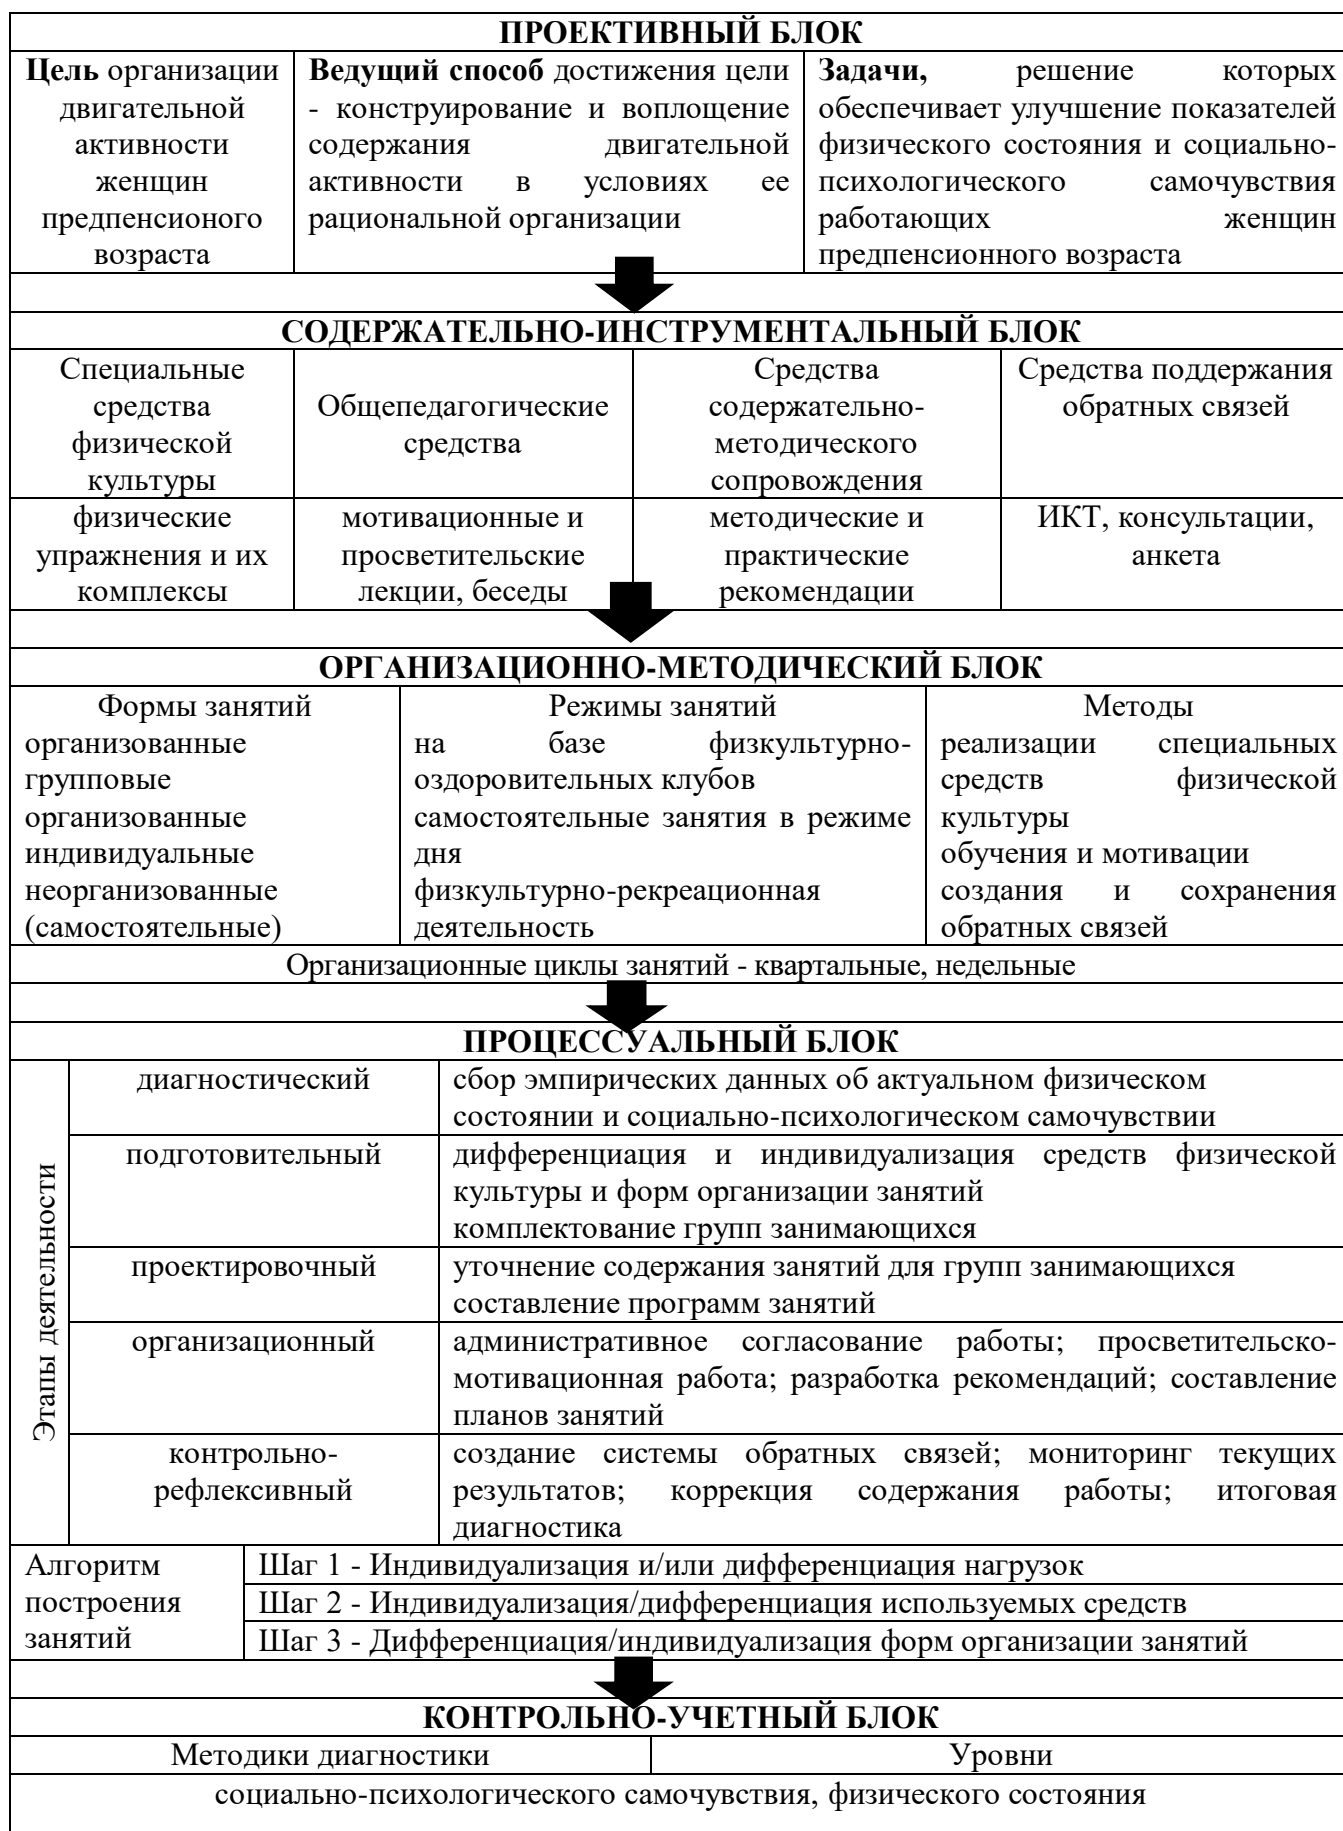 ПРОЕКТИВНЫЙ БЛОК
Цель организации
двигательной
активности
женщин
предпенсионого
возраста
Ведущий способ достижения цели
- конструирование и воплощение
содержания двигательной
активности в условиях ее
рациональной организации
Задачи, решение которых
обеспечивает улучшение показателей
физического состояния и социально-
психологического самочувствия
работающих женщин
предпенсионного возраста
СОДЕРЖАТЕЛЬНО-ИНСТРУМЕНТАЛЬНЫЙ БЛОК
Специальные
средства
физической
культуры
Общепедагогические
средства
Средства
содержательно-
методического
сопровождения
Средства поддержания
обратных связей
физические
упражнения и их
комплексы
мотивационные и
просветительские
лекции, беседы
методические и
практические
рекомендации
ИКТ, консультации,
анкета
ОРГАНИЗАЦИОННО-МЕТОДИЧЕСКИЙ БЛОК
Формы занятий
организованные
групповые
организованные
индивидуальные
неорганизованные
(самостоятельные)
Режимы занятий
на базе физкультурно-
оздоровительных клубов
самостоятельные занятия в режиме
дня
физкультурно-рекреационная
деятельность
Методы
реализации специальных
средств физической
культуры
обучения и мотивации
создания и сохранения
обратных связей
Организационные циклы занятий - квартальные, недельные
ПРОЦЕССУАЛЬНЫЙ БЛОК
Этапы деятельности
диагностический
сбор эмпирических данных об актуальном физическом
состоянии и социально-психологическом самочувствии
подготовительный
дифференциация и индивидуализация средств физической
культуры и форм организации занятий
комплектование групп занимающихся
проектировочный
уточнение содержания занятий для групп занимающихся
составление программ занятий
организационный
административное согласование работы; просветительско-
мотивационная работа; разработка рекомендаций; составление
планов занятий
контрольно-
рефлексивный
создание системы обратных связей; мониторинг текущих
результатов; коррекция содержания работы; итоговая
диагностика
Алгоритм
построения
занятий
Шаг 1 - Индивидуализация и/или дифференциация нагрузок
Шаг 2 - Индивидуализация/дифференциация используемых средств
Шаг 3 - Дифференциация/индивидуализация форм организации занятий
КОНТРОЛЬНО-УЧЕТНЫЙ БЛОК
Методики диагностики
Уровни
социально-психологического самочувствия, физического состояния